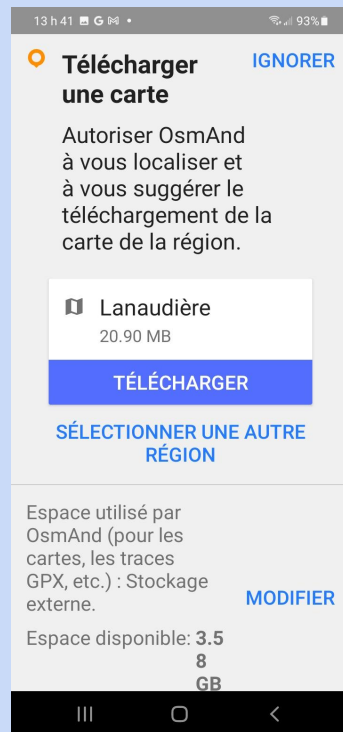 13 h 41 G M •
93%
Télécharger
une carte
IGNORER
Autoriser OsmAnd
à vous localiser et
à vous suggérer le
téléchargement de la
carte de la région.
Lanaudière
20.90 MB
TÉLÉCHARGER
SÉLECTIONNER UNE AUTRE
RÉGION
Espace utilisé par
OsmAnd (pour les
cartes, les traces
GPX, etc.) : Stockage
externe.
MODIFIER
Espace disponible: 3.5
8
GB